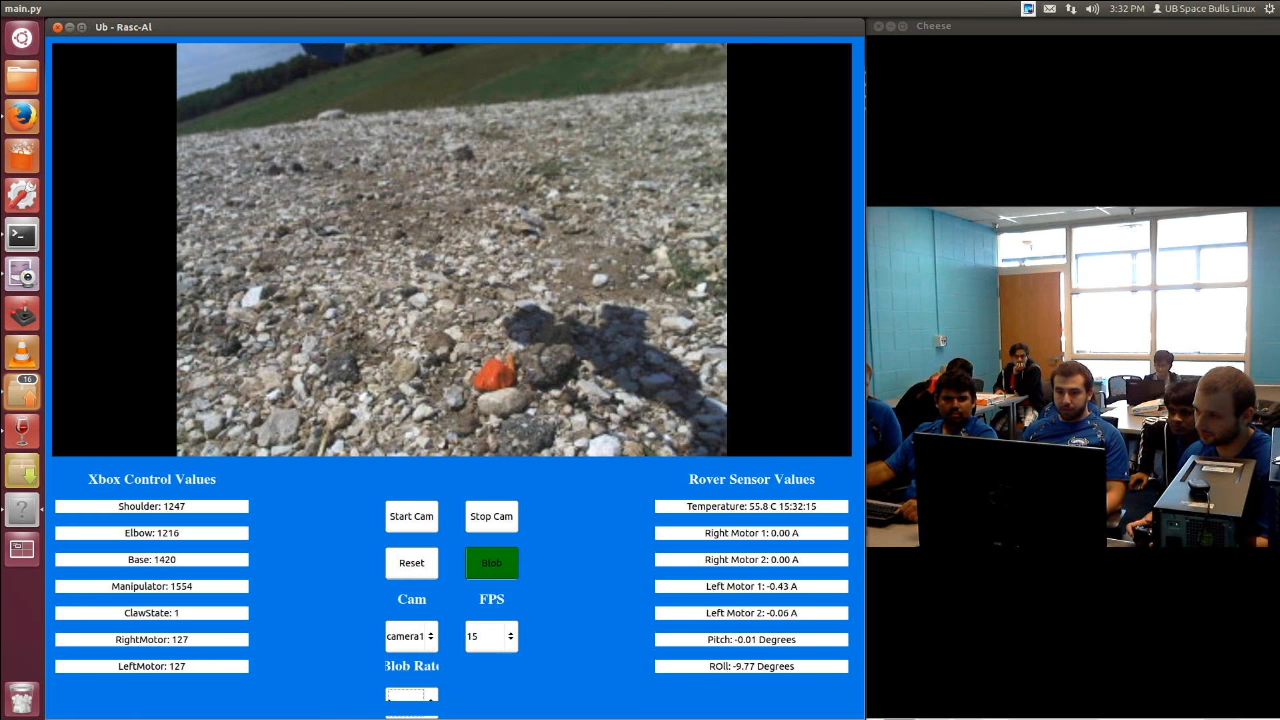 main.py
3:32 PM
UB Space Bulls Linux
Ub - Rasc-Al
Cheese
16
Xbox Control Values
Shoulder: 1247
Elbow: 1216
Base: 1420
Manipulator: 1554
ClawState: 1
RightMotor: 127
LeftMotor: 127
Start Cam
Stop Cam
Reset
Blob
Cam
FPS
camera1
15
Blob Rate
Rover Sensor Values
Temperature: 55.8 C 15:32:15
Right Motor 1: 0.00 A
Right Motor 2: 0.00 A
Left Motor 1: -0.43 A
Left Motor 2: -0.06 A
Pitch: -0.01 Degrees
ROll: -9.77 Degrees